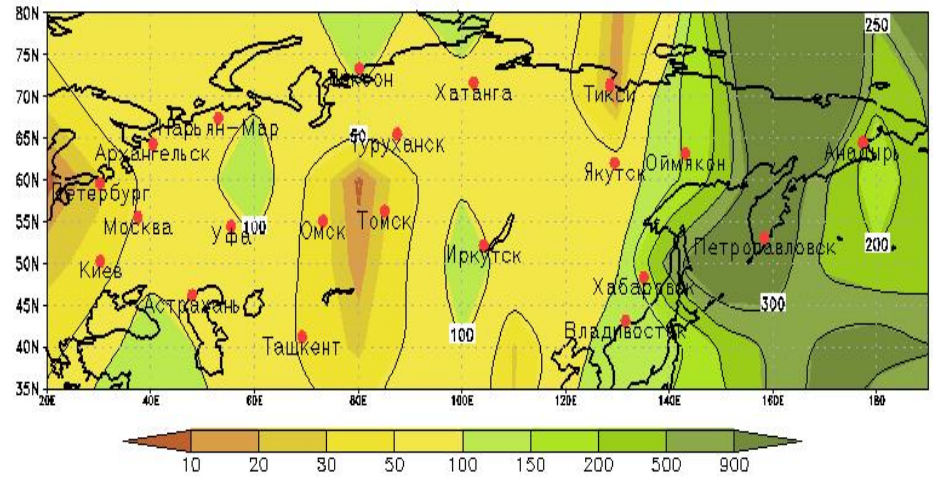 80N
250
75N
Диксон
70N
Хатанга
Тикси
65N
Нарьян-Мар
50
Туруханск
Архангельск
Анадырь
60N
Якутск
Оймякон
Петербург
55N
Москва
Уфа
100
Омск
Томск
50N
Киев
Иркутск
Петропавловск
200
45N
Астрахань
Хабаровск
300
40N
Ташкент
100
Владивосток
35N
20E 40E 60E 80E 100E 120E 140E 160E 180
10 20 30 50 100 150 200 500 900